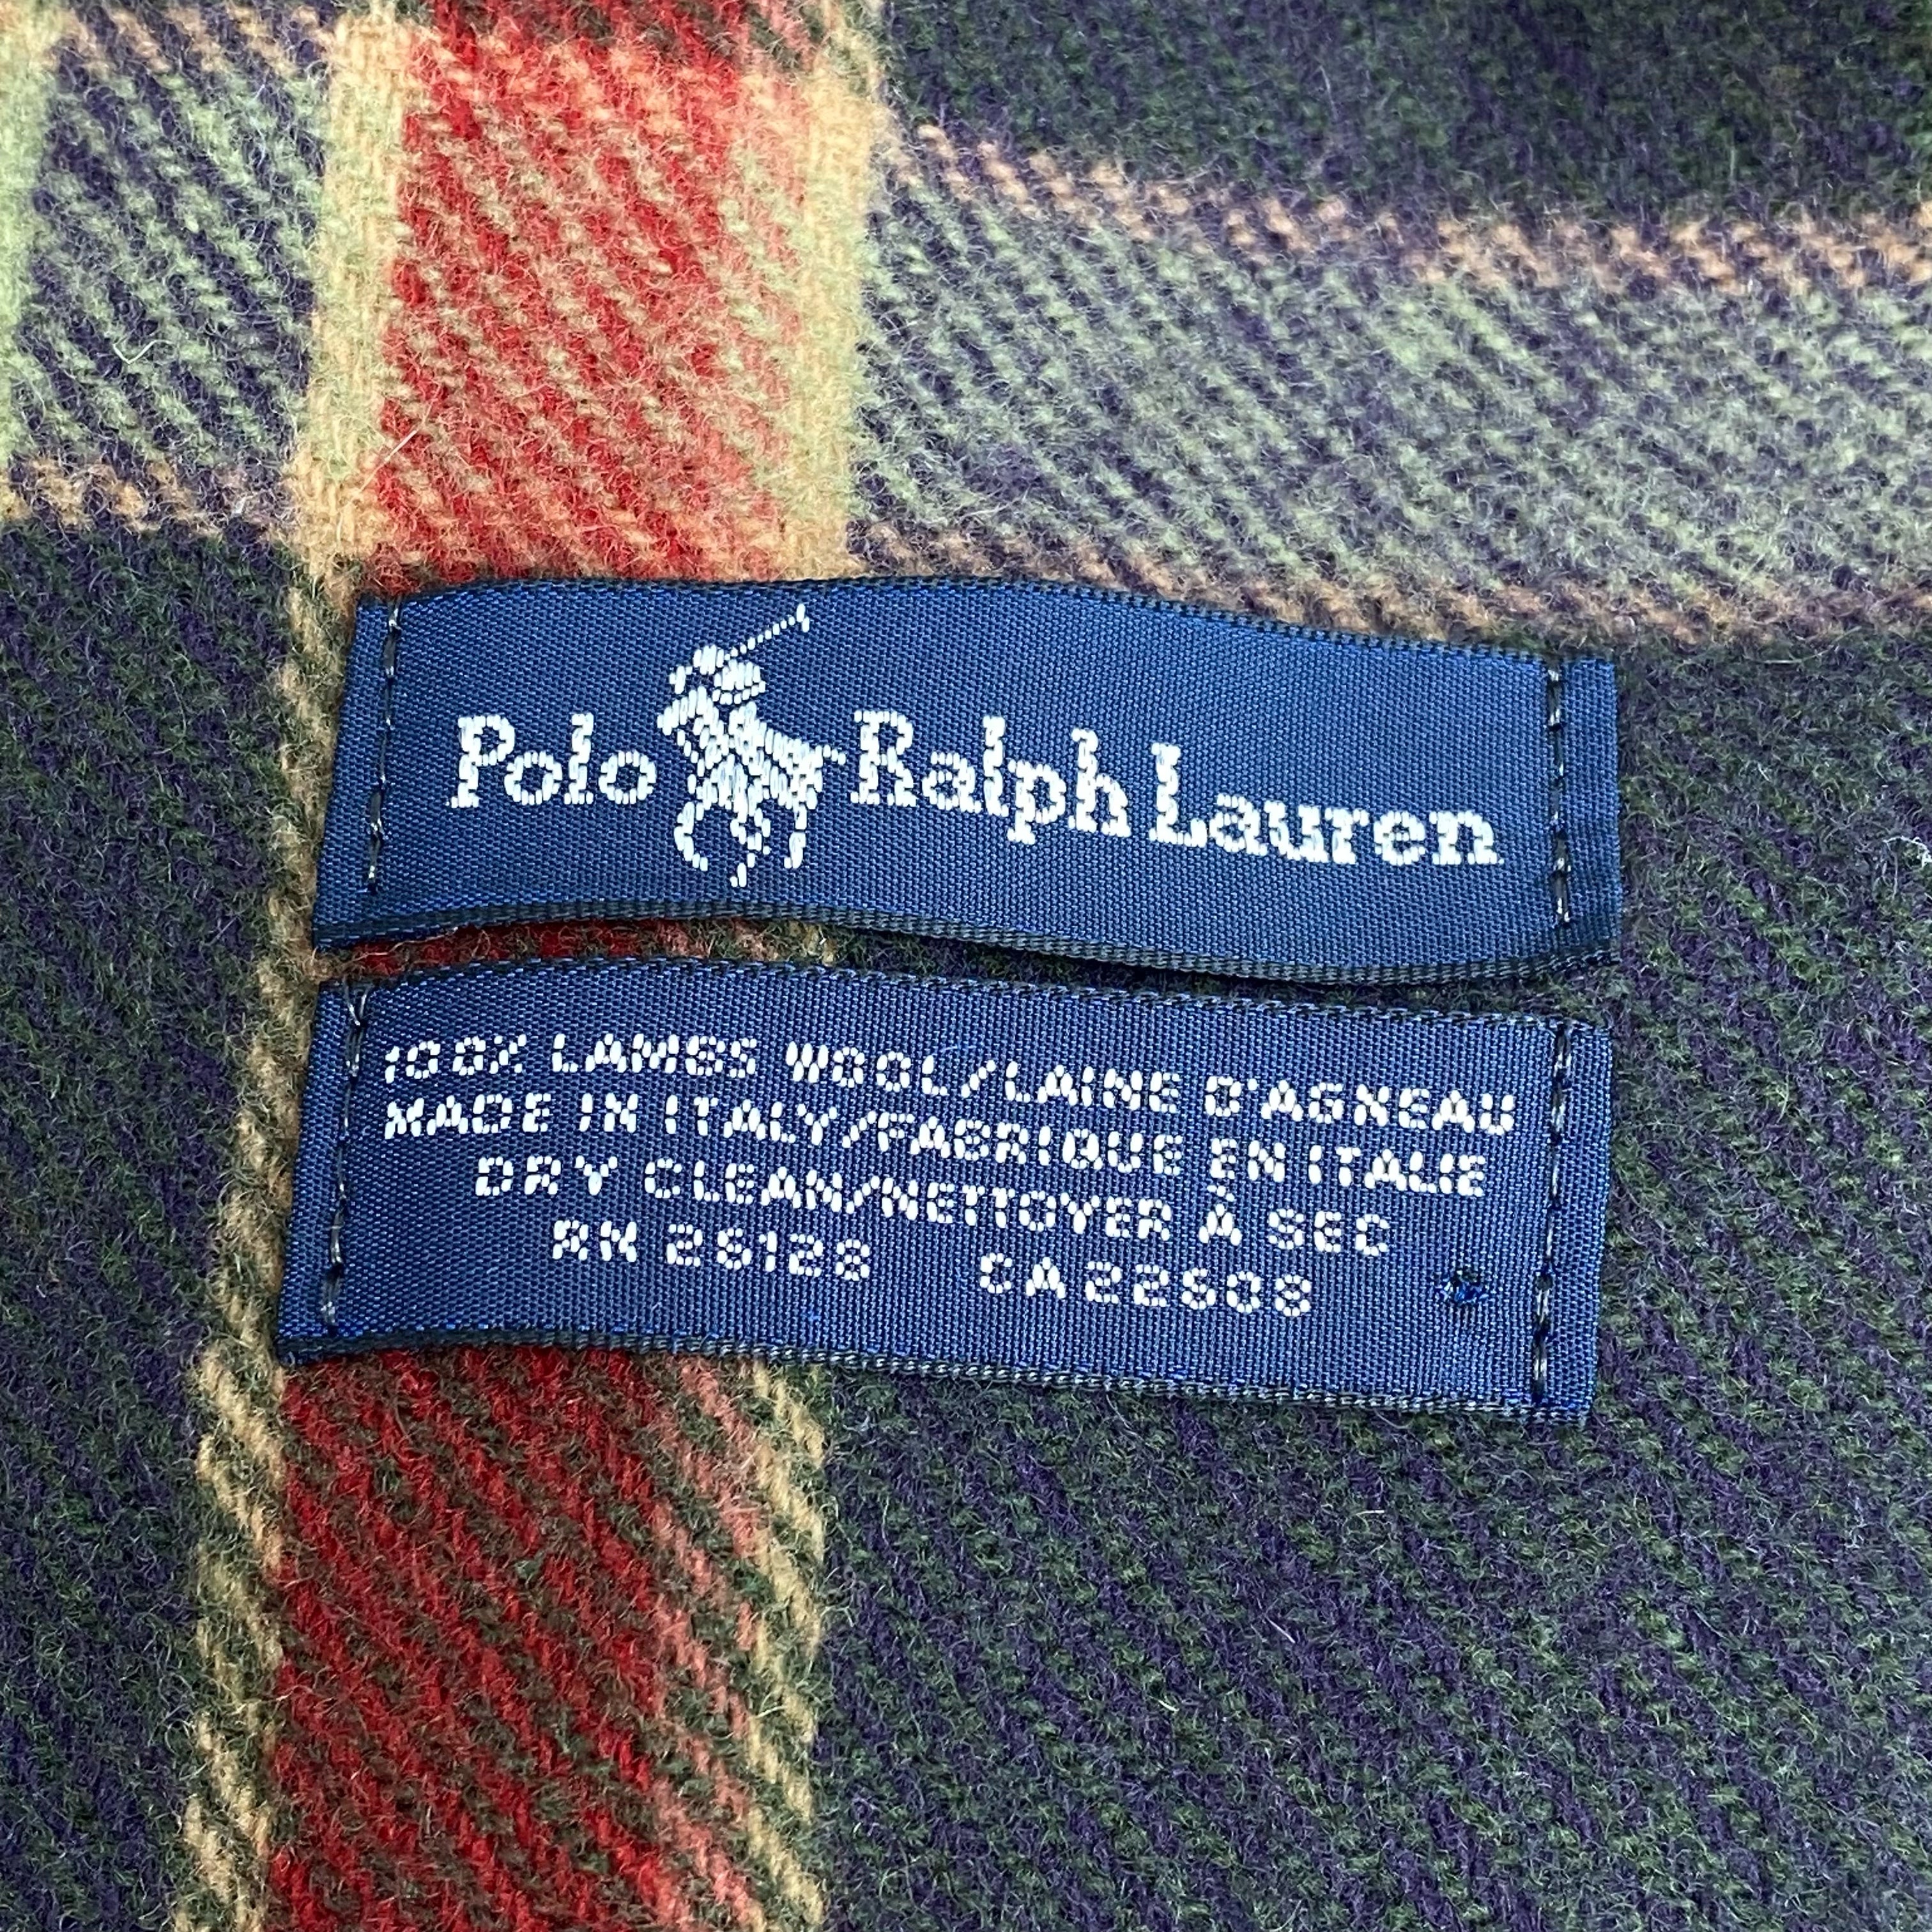 Polo Ralph Lauren
100% LAMBS WOOL/LAINE D'AGNEAU
MADE IN ITALY/FABRIQUE EN ITALIE
DRY CLEAN/NETTOYER À SEC
RN 26128 CA22608